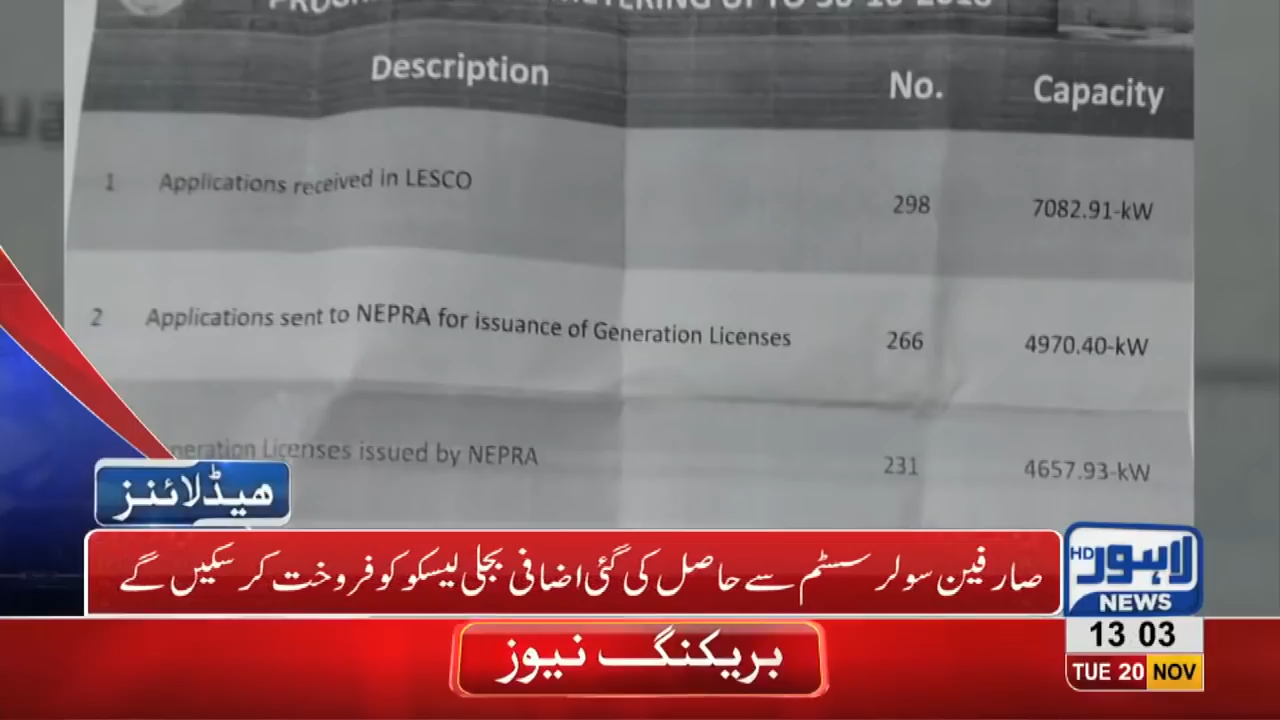 Description No. Capacity
1 Applications received in LESCO 298 7082.91-kW
2 Applications sent to NEPRA for issuance of Generation Licenses 266 4970.40-kW
Licenses issued by NEPRA 231 4657.93-kW
ہیڈلائنز
صارفین سولر سسٹم سے حاصل کی گئی اضافی بجلی لیسکو کو فروخت کر سکیں گے
بریکنگ نیوز
لاہور HD
NEWS
13 03
TUE 20 NOV